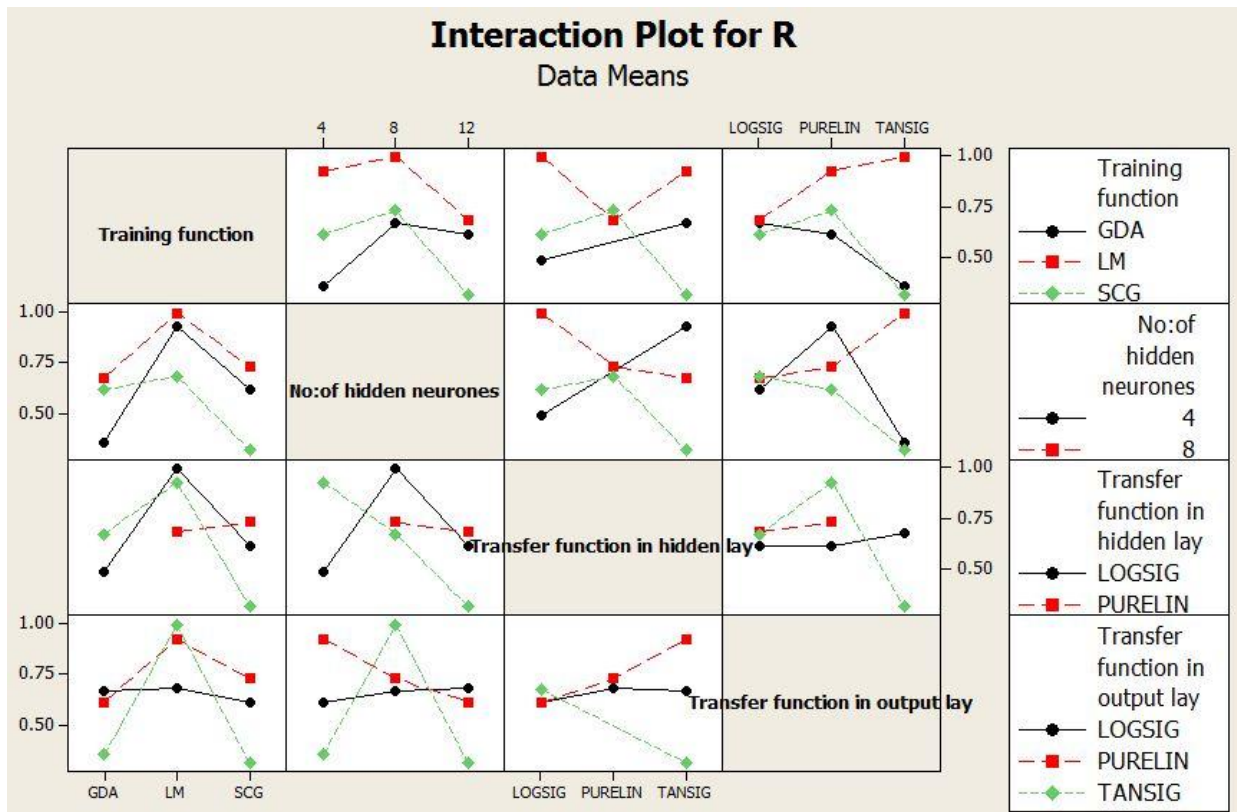 Interaction Plot for R
Data Means
4 8 12 LOGSIG PURELIN TANSIG
Training function
1.00
0.75
0.50
Training
function
GDA
LM
SCG
1.00
0.75
0.50
No:of hidden neurones
No:of
hidden
neurones
4
8
Transfer function in hidden lay
1.00
0.75
0.50
Transfer
function in
hidden lay
LOGSIG
PURELIN
1.00
0.75
0.50
Transfer function in output lay
Transfer
function in
output lay
LOGSIG
PURELIN
TANSIG
GDA LM SCG LOGSIG PURELIN TANSIG